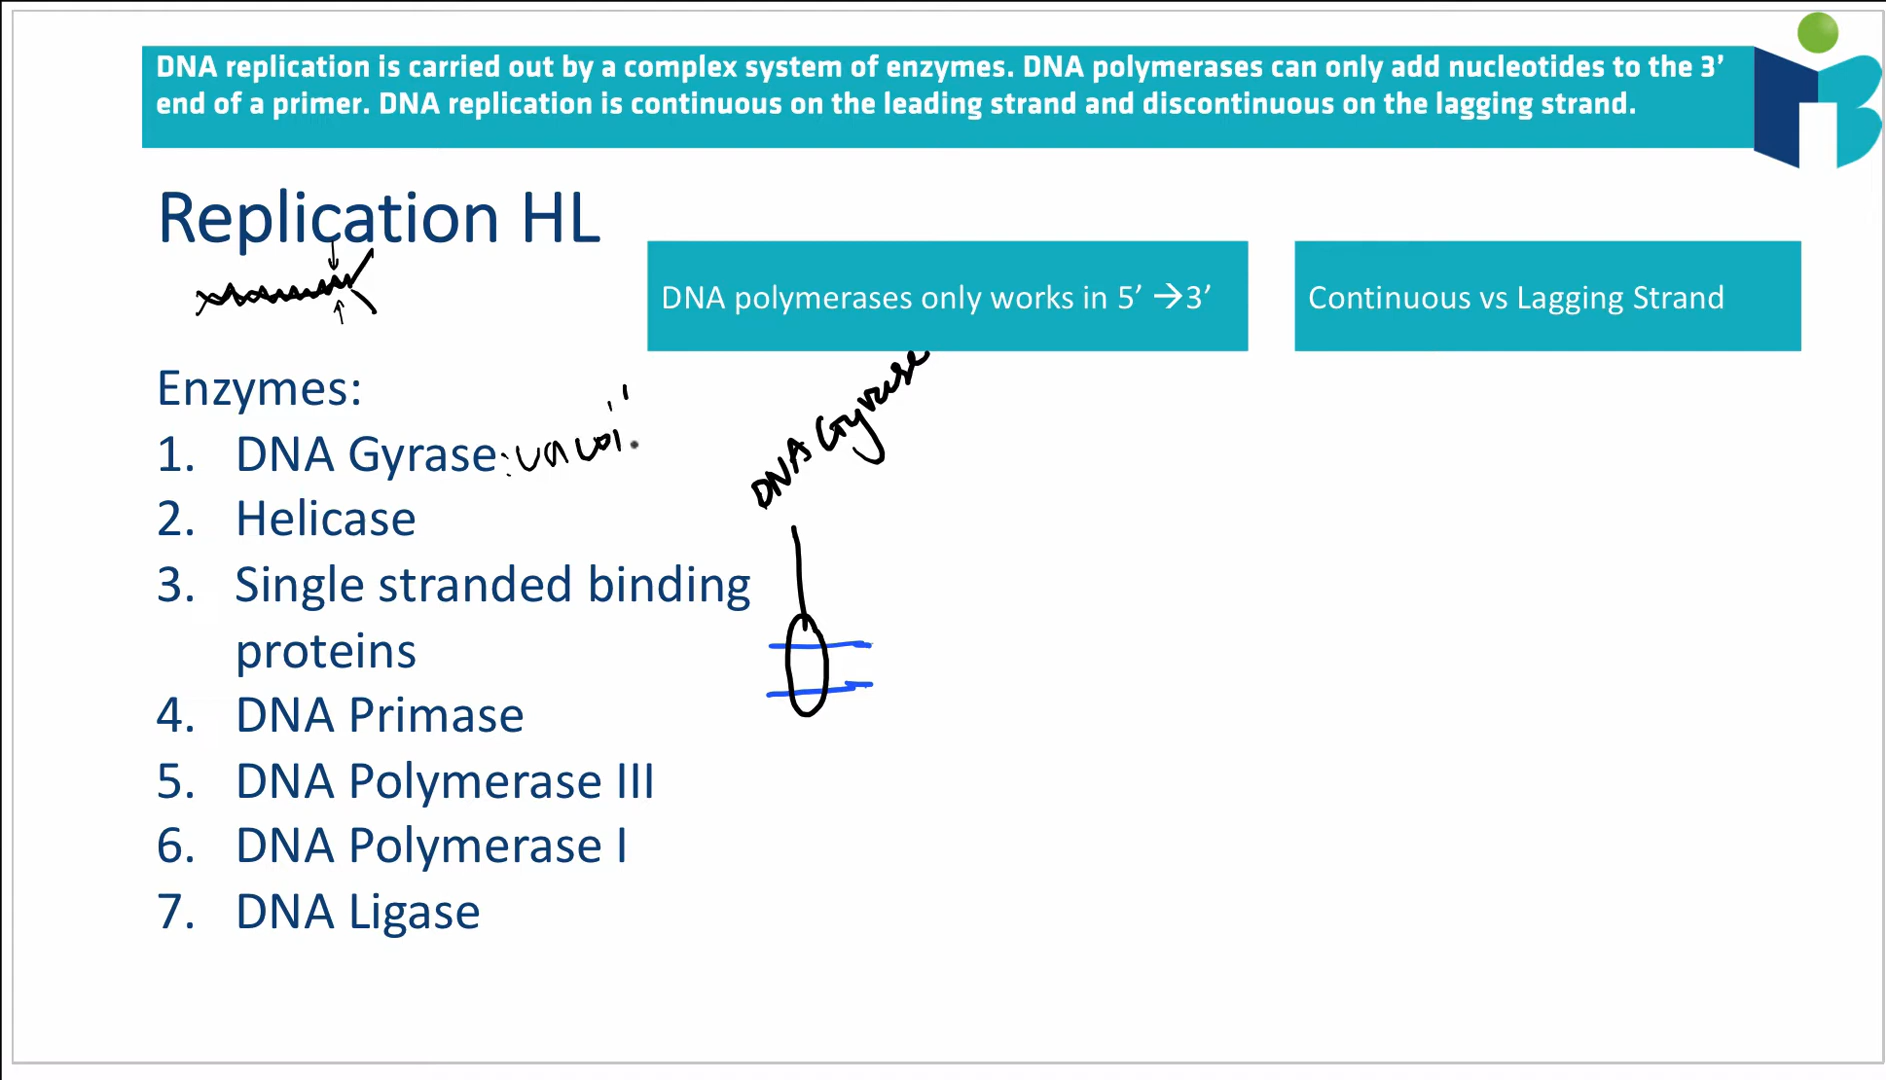 DNA replication is carried out by a complex system of enzymes. DNA polymerases can only add nucleotides to the 3’
end of a primer. DNA replication is continuous on the leading strand and discontinuous on the lagging strand.
Replication HL
DNA polymerases only works in 5’ →3’
Continuous vs Lagging Strand
Enzymes:
1. DNA Gyrase
2. Helicase
3. Single stranded binding
proteins
4. DNA Primase
5. DNA Polymerase III
6. DNA Polymerase I
7. DNA Ligase
DNA Gyrase